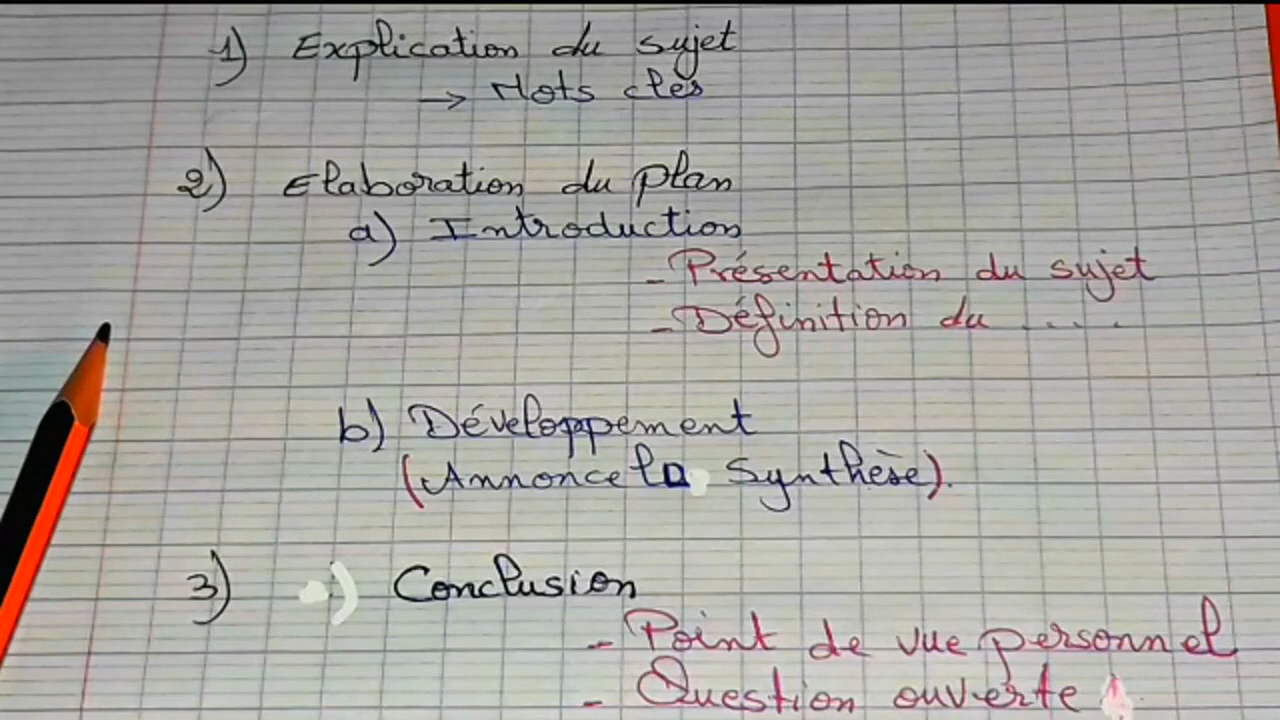 1) Explication du sujet
→ Mots clés
2) Elaboration du plan
a) Introduction
- Présentation du sujet
- Définition du ....
b) Développement
(Annonce la Synthèse).
3) Conclusion
- Point de vue personnel
- Question ouverte